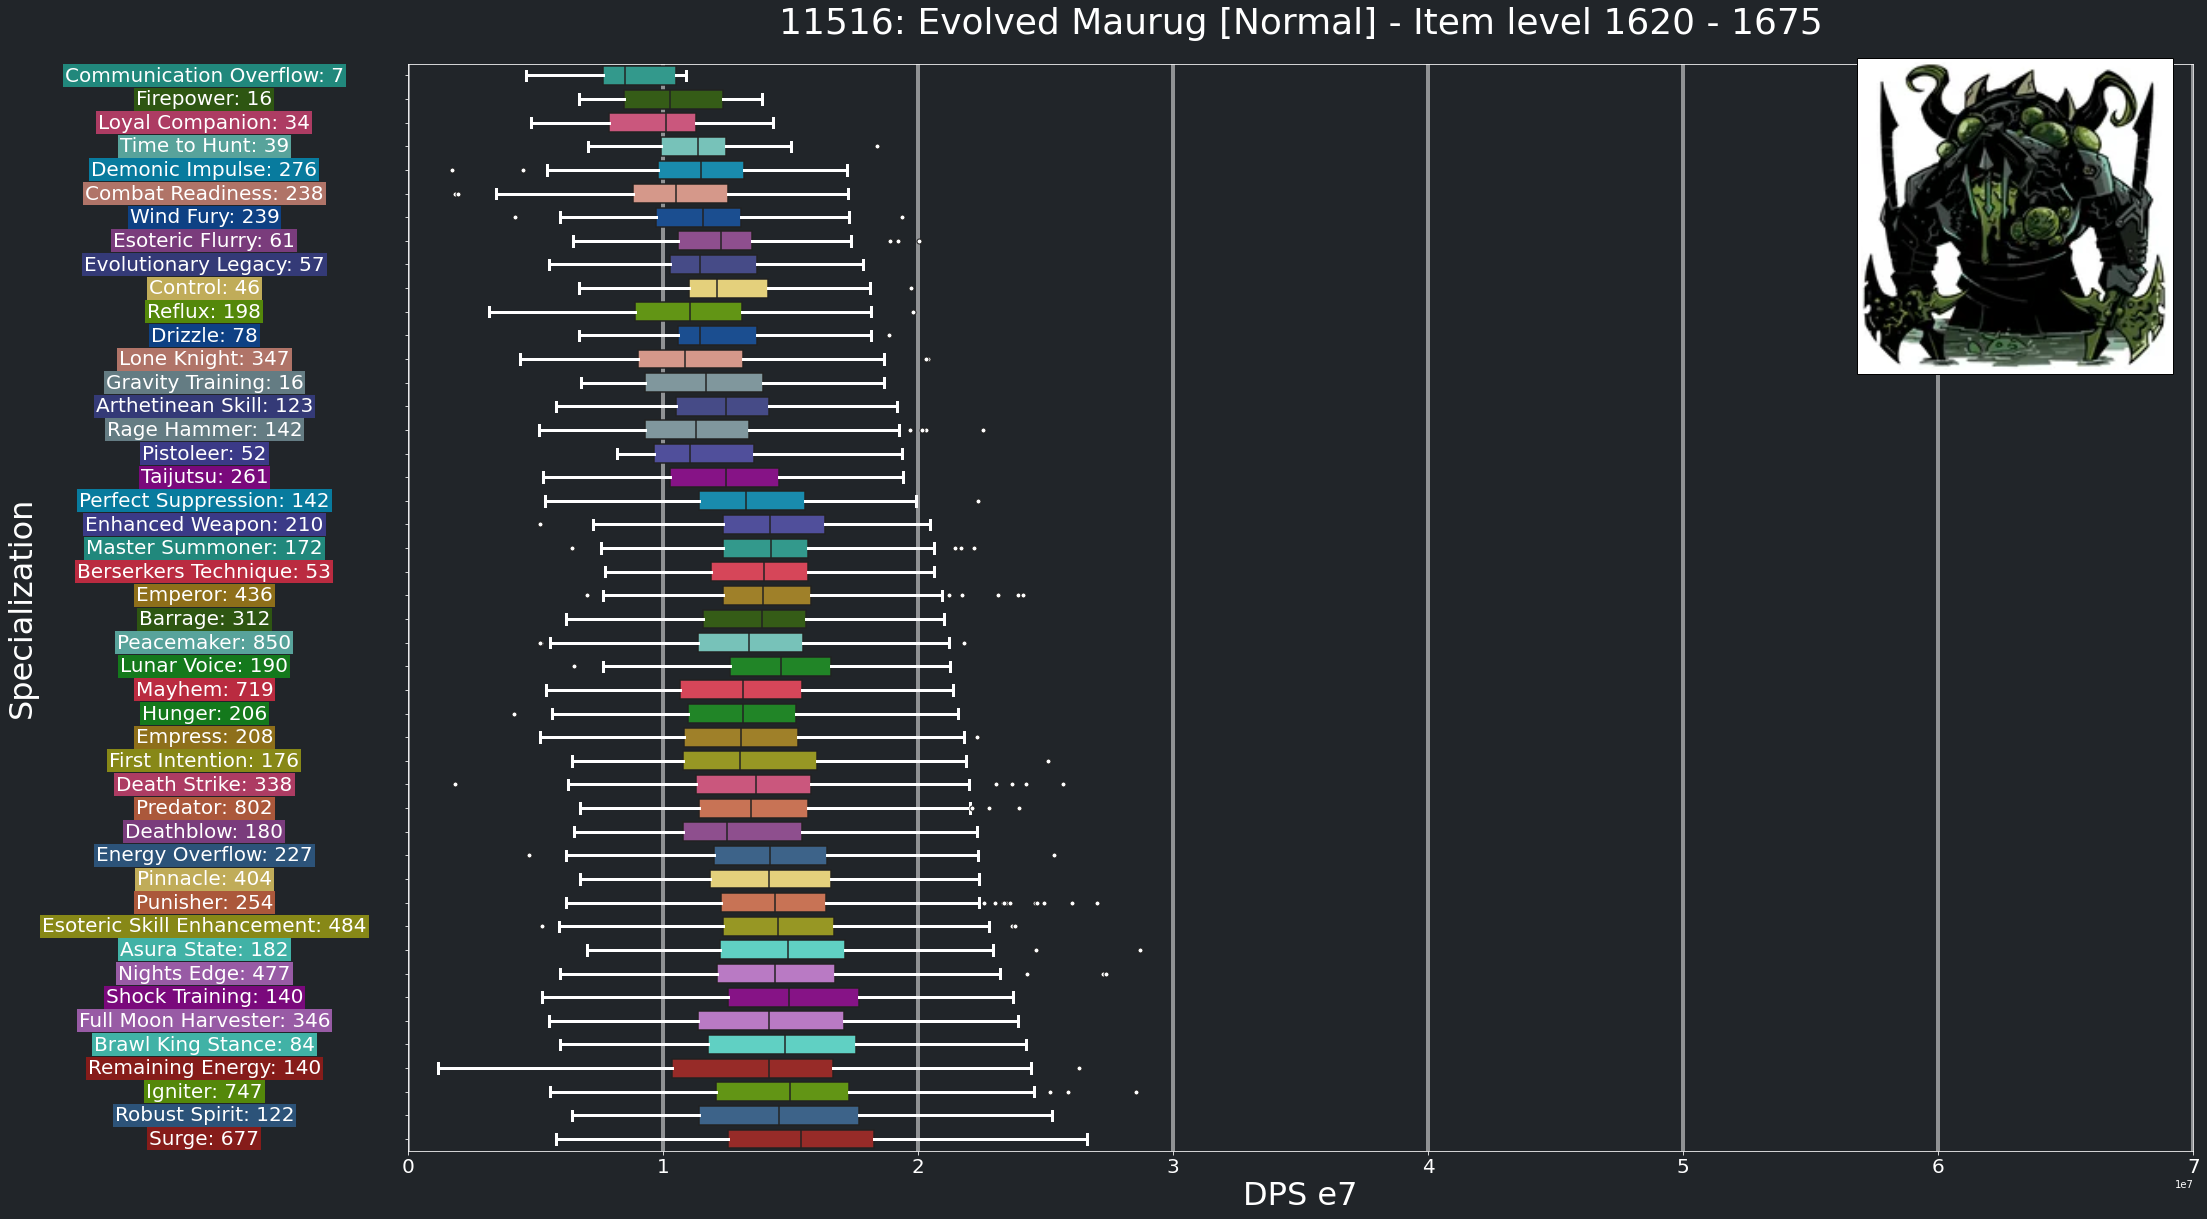 11516: Evolved Maurug [Normal] - Item level 1620 - 1675
Communication Overflow: 7
Firepower: 16
Loyal Companion: 34
Time to Hunt: 39
Demonic Impulse: 276
Combat Readiness: 238
Wind Fury: 239
Esoteric Flurry: 61
Evolutionary Legacy: 57
Control: 46
Reflux: 198
Drizzle: 78
Lone Knight: 347
Gravity Training: 16
Arthetinean Skill: 123
Rage Hammer: 142
Pistoleer: 52
Taijutsu: 261
Perfect Suppression: 142
Enhanced Weapon: 210
Master Summoner: 172
Berserkers Technique: 53
Emperor: 436
Barrage: 312
Peacemaker: 850
Lunar Voice: 190
Mayhem: 719
Hunger: 206
Empress: 208
First Intention: 176
Death Strike: 338
Predator: 802
Deathblow: 180
Energy Overflow: 227
Pinnacle: 404
Punisher: 254
Esoteric Skill Enhancement: 484
Asura State: 182
Nights Edge: 477
Shock Training: 140
Full Moon Harvester: 346
Brawl King Stance: 84
Remaining Energy: 140
Igniter: 747
Robust Spirit: 122
Surge: 677
Specialization
0 1 2 3 4 5 6 7
1e7
DPS e7